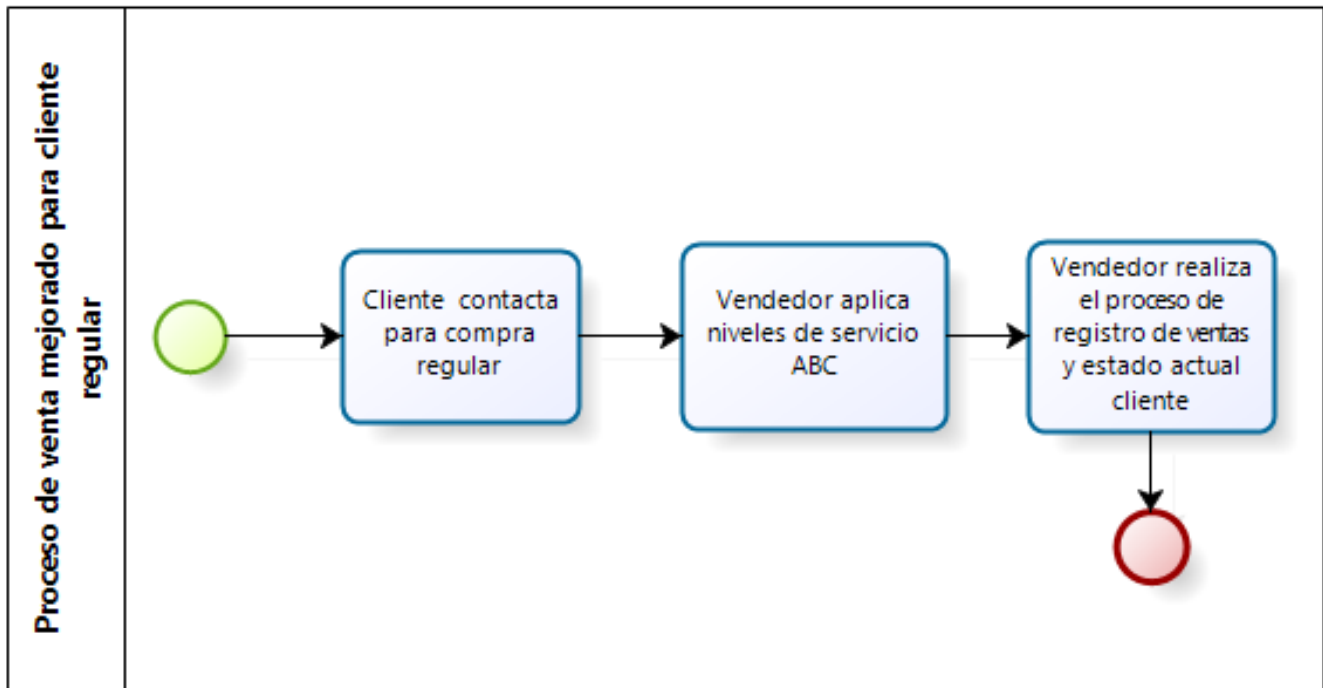 Proceso de venta mejorado para cliente
regular
Cliente contacta
para compra
regular
Vendedor aplica
niveles de servicio
ABC
Vendedor realiza
el proceso de
registro de ventas
y estado actual
cliente